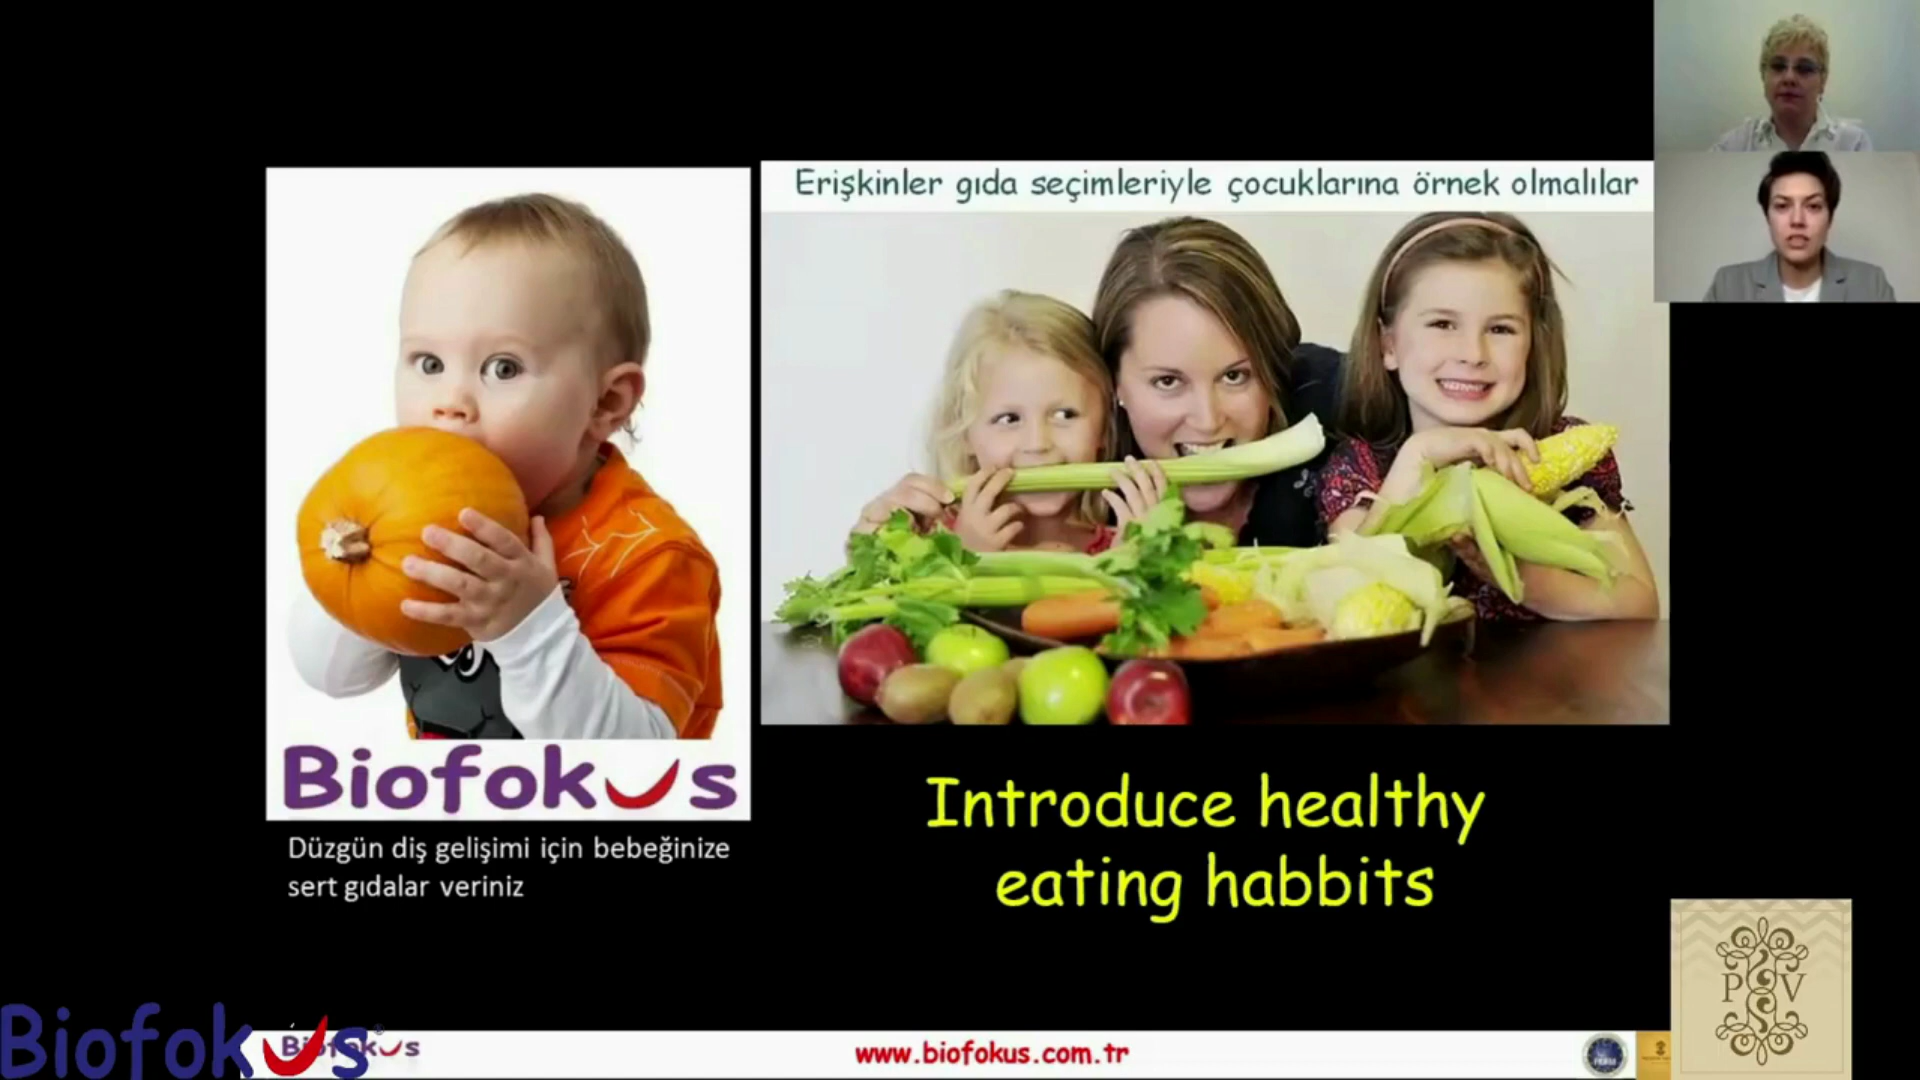 Erişkinler gıda seçimleriyle çocuklarına örnek olmalılar
Biofokus
Düzgün diş gelişimi için bebeğinize
sert gıdalar veriniz
Introduce healthy
eating habbits
P V
Biofokus
Biofokus
www.biofokus.com.tr